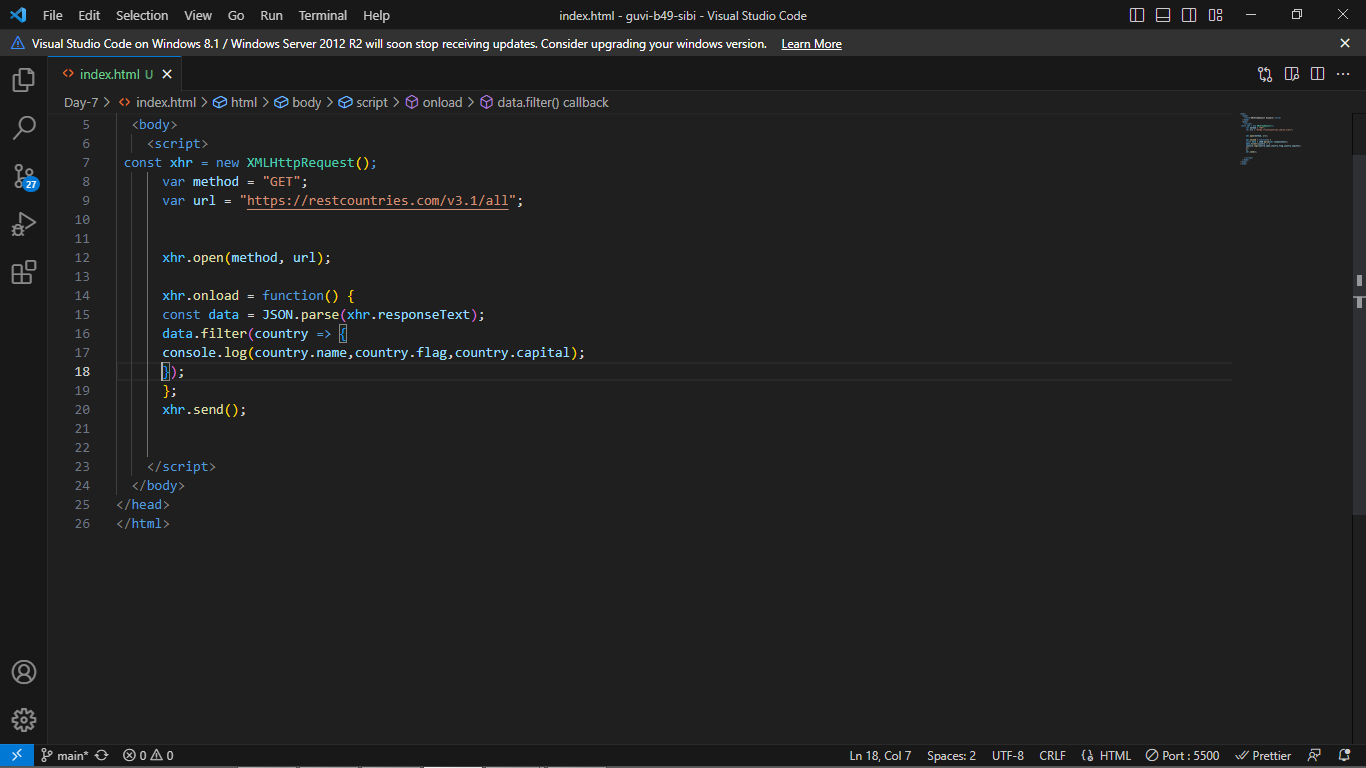 File Edit Selection View Go Run Terminal Help index.html - guvi-b49-sibi - Visual Studio Code
Visual Studio Code on Windows 8.1 / Windows Server 2012 R2 will soon stop receiving updates. Consider upgrading your windows version. Learn More
index.html U
Day-7 > index.html > html > body > script > onload > data.filter() callback
5 <body>
6 <script>
7 const xhr = new XMLHttpRequest();
8 var method = "GET";
9 var url = "https://restcountries.com/v3.1/all";
10
11
12 xhr.open(method, url);
13
14 xhr.onload = function() {
15 const data = JSON.parse(xhr.responseText);
16 data.filter(country => {
17 console.log(country.name,country.flag,country.capital);
18 });
19 };
20 xhr.send();
21
22
23 </script>
24 </body>
25 </head>
26 </html>
27
main* 0 0 Ln 18, Col 7 Spaces: 2 UTF-8 CRLF HTML Port : 5500 Prettier